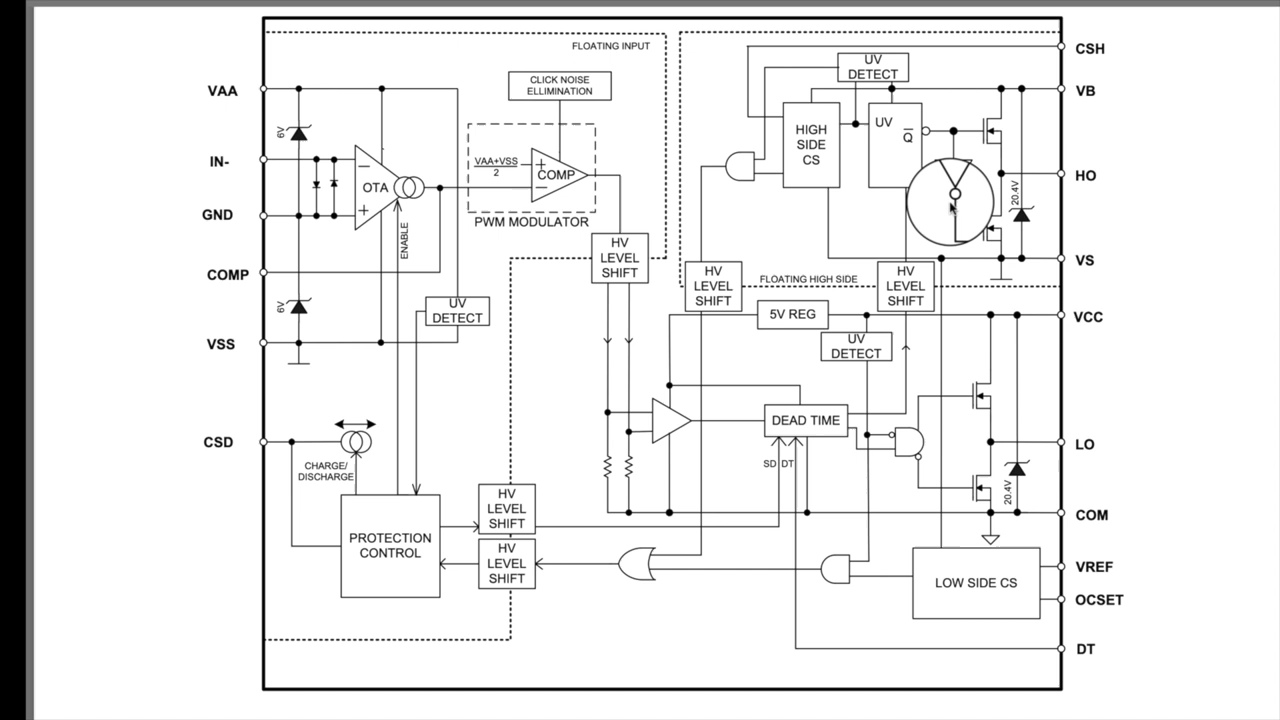 FLOATING INPUT
CSH
UV
DETECT
VAA
CLICK NOISE
ELLIMINATION
VB
6V
HIGH
SIDE
CS
UV
Q
IN-
VAA+VSS
2
+
−
COMP
−
OTA
+
HO
20.4V
GND
PWM MODULATOR
ENABLE
HV
LEVEL
SHIFT
VS
COMP
HV
LEVEL
SHIFT
FLOATING HIGH SIDE
HV
LEVEL
SHIFT
6V
UV
DETECT
5V REG
VCC
VSS
UV
DETECT
DEAD TIME
CSD
LO
CHARGE/
DISCHARGE
SD
DT
20.4V
HV
LEVEL
SHIFT
COM
PROTECTION
CONTROL
HV
LEVEL
SHIFT
VREF
LOW SIDE CS
OCSET
DT